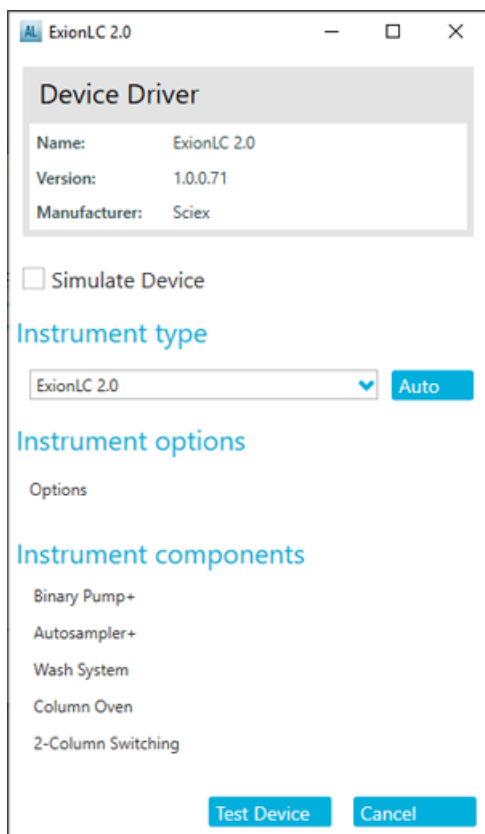 AL ExionLC 2.0
Device Driver
Name: ExionLC 2.0
Version: 1.0.0.71
Manufacturer: Sciex
Simulate Device
Instrument type
ExionLC 2.0 Auto
Instrument options
Options
Instrument components
Binary Pump+
Autosampler+
Wash System
Column Oven
2-Column Switching
Test Device Cancel